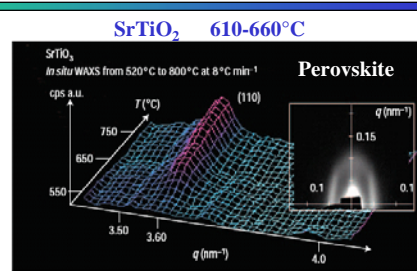 SrTiO₂ 610-660°C
SrTiO₃
In situ WAXS from 520°C to 800°C at 8°C min⁻¹
cps a.u.
T (°C)
(110)
Perovskite
q (nm⁻¹)
0.15
0.1
0.1
750
650
550
3.50
3.60
4.0
q (nm⁻¹)